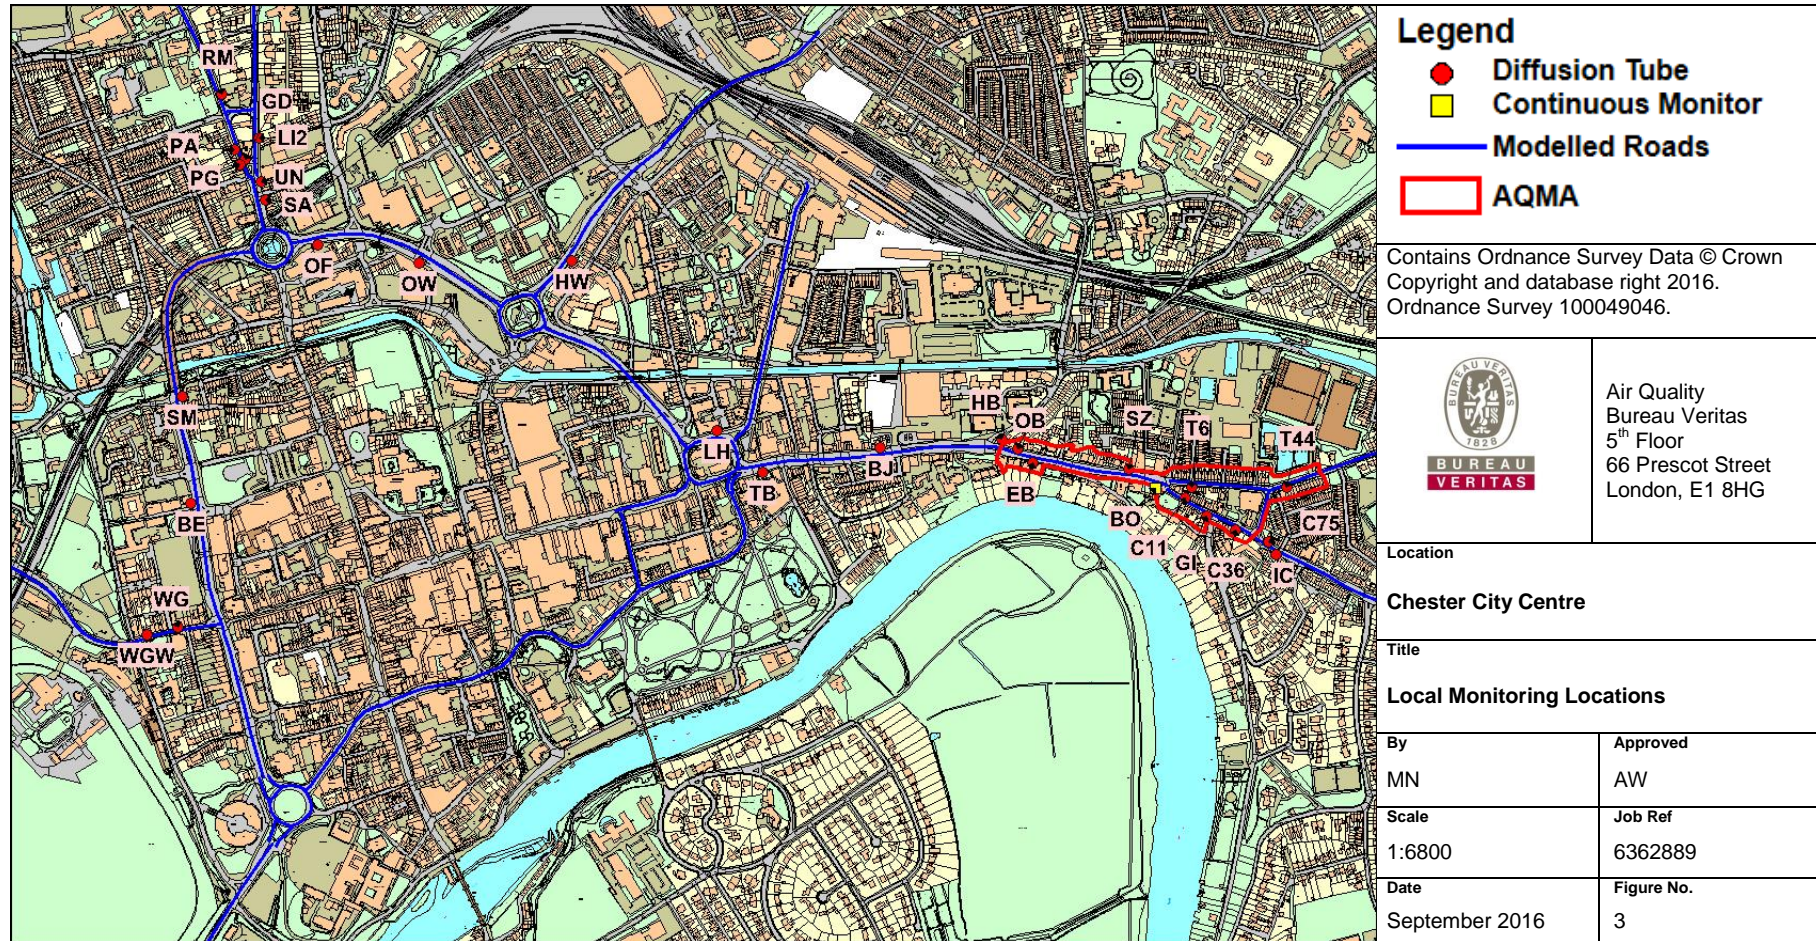 RM
GD
LI2
PA
PG
UN
SA
OF
OW
HW
SM
LH
BE
TB
BJ
HB
OB
SZ
T6
T44
EB
BO
C11
GI
C36
C75
IC
WG
WGW
Legend
Diffusion Tube
Continuous Monitor
Modelled Roads
AQMA
Contains Ordnance Survey Data © Crown
Copyright and database right 2016.
Ordnance Survey 100049046.
BUREAU VERITAS
1828
BUREAU
VERITAS
Air Quality
Bureau Veritas
5th Floor
66 Prescot Street
London, E1 8HG
Location
Chester City Centre
Title
Local Monitoring Locations
By
Approved
MN
AW
Scale
Job Ref
1:6800
6362889
Date
Figure No.
September 2016
3